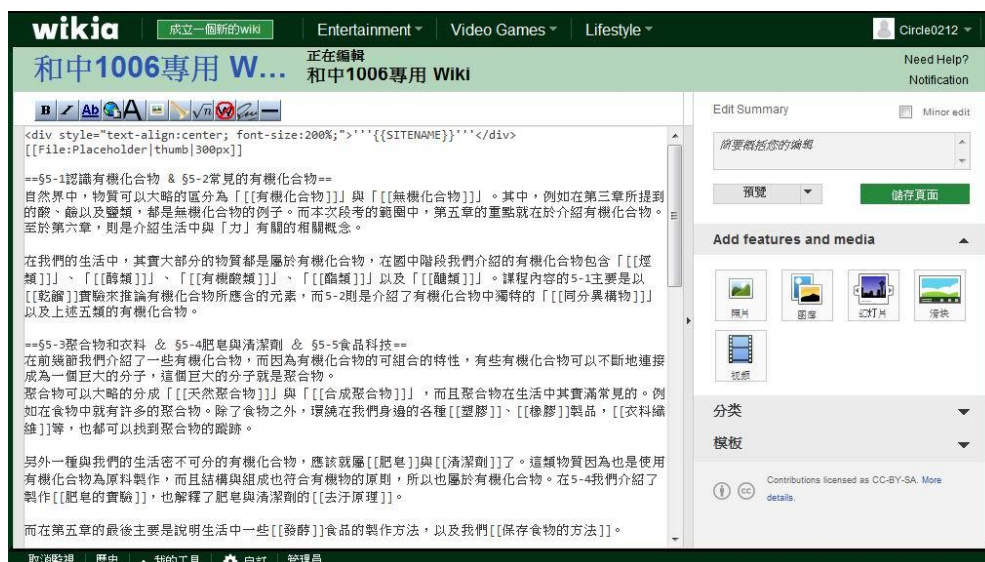 wikia
成立一個新的wiki
Entertainment
Video Games
Lifestyle
Circle0212
和中1006專用 W...
正在編輯
和中1006專用 Wiki
Need Help?
Notification
B I Ab A √n W
<div style="text-align:center; font-size:200%;">'''{{SITENAME}}'''</div>
[[File:Placeholder|thumb|300px]]
==§5-1認識有機化合物 & §5-2常見的有機化合物==
自然界中，物質可以大略的區分為「[[有機化合物]]」與「[[無機化合物]]」。其中，例如在第三章所提到
的酸、鹼以及鹽類，都是無機化合物的例子。而本次段考的範圍中，第五章的重點就在於介紹有機化合物。
至於第六章，則是介紹生活中與「力」有關的相關概念。
在我們的生活中，其實大部分的物質都是屬於有機化合物，在國中階段我們介紹的有機化合物包含「[[烴
類]]」、「[[醇類]]」、「[[有機酸類]]」、「[[酯類]]」以及「[[醣類]]」。課程內容的5-1主要是以
[[乾餾]]實驗來推論有機化合物所應含的元素，而5-2則是介紹了有機化合物中獨特的「[[同分異構物]]」
以及上述五類的有機化合物。
==§5-3聚合物和衣料 & §5-4肥皂與清潔劑 & §5-5食品科技==
在前幾節我們介紹了一些有機化合物，而因為有機化合物的可組合的特性，有些有機化合物可以不斷地連接
成為一個巨大的分子，這個巨大的分子就是聚合物。
聚合物可以大略的分成「[[天然聚合物]]」與「[[合成聚合物]]」，而且聚合物在生活中其實滿常見的。例
如在食物中就有許多的聚合物。除了食物之外，環繞在我們身邊的各種[[塑膠]]、[[橡膠]]製品，[[衣料纖
維]]等，也都可以找到聚合物的蹤跡。
另外一種與我們的生活密不可分的有機化合物，應該就屬[[肥皂]]與[[清潔劑]]了。這類物質因為也是使用
有機化合物為原料製作，而且結構與組成也符合有機物的原則，所以也屬於有機化合物。在5-4我們介紹了
製作[[肥皂的實驗]]，也解釋了肥皂與清潔劑的[[去汙原理]]。
而在第五章的最後主要是說明生活中一些[[發酵]]食品的製作方法，以及我們[[保存食物的方法]]。
Edit Summary
Minor edit
簡要概括您的編輯
預覽
儲存頁面
Add features and media
照片
图库
幻灯片
滑块
视频
分类
模板
Contributions licensed as CC-BY-SA. More
details.
取消監視
歷史
我的工具
自訂
管理員